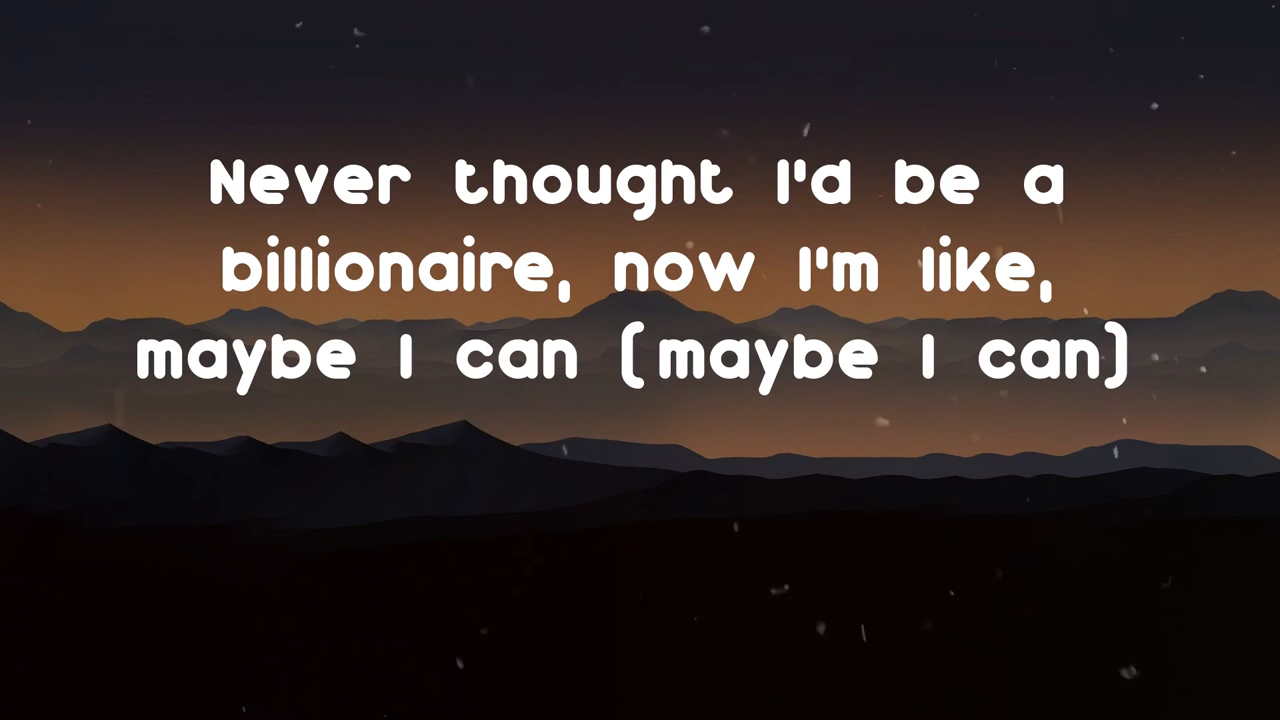 Never thought I'd be a
billionaire, now I'm like,
maybe I can (maybe I can)